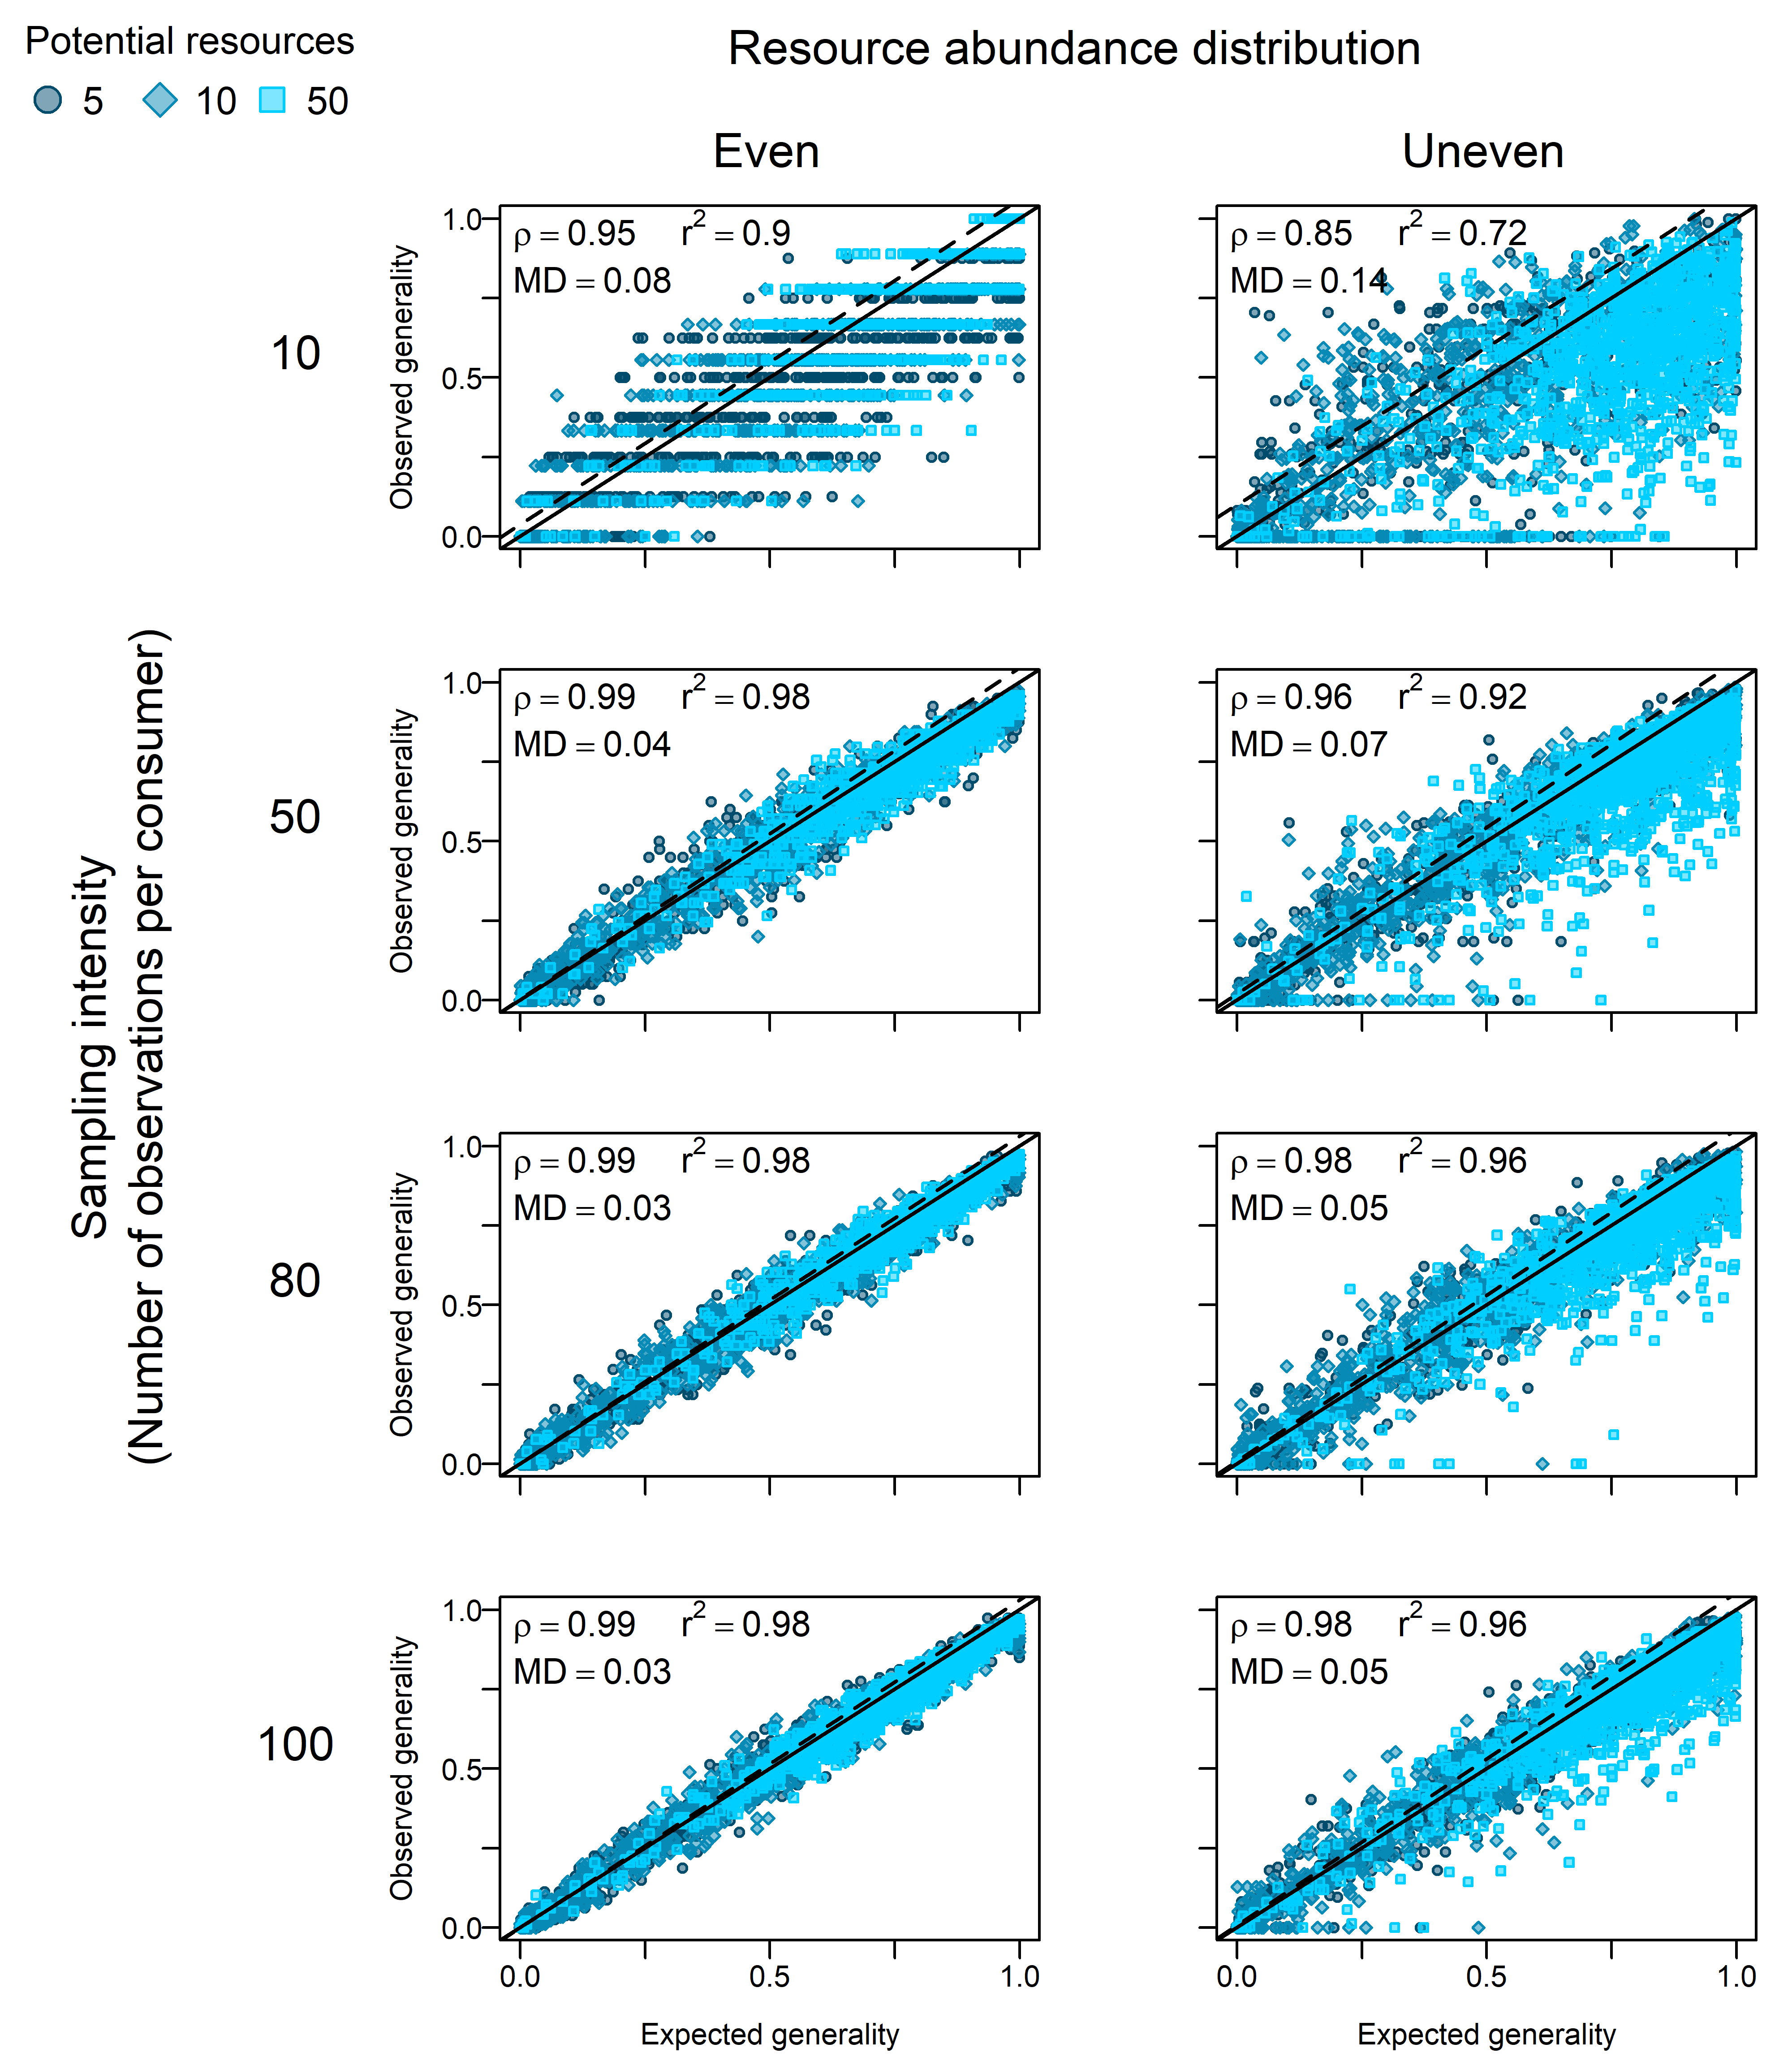 Potential resources
5 10 50
Resource abundance distribution
Even Uneven
Sampling intensity
(Number of observations per consumer)
10
Observed generality
1.0
0.5
0.0
ρ = 0.95 r² = 0.9
MD = 0.08
ρ = 0.85 r² = 0.72
MD = 0.14
50
Observed generality
1.0
0.5
0.0
ρ = 0.99 r² = 0.98
MD = 0.04
ρ = 0.96 r² = 0.92
MD = 0.07
80
Observed generality
1.0
0.5
0.0
ρ = 0.99 r² = 0.98
MD = 0.03
ρ = 0.98 r² = 0.96
MD = 0.05
100
Observed generality
1.0
0.5
0.0
ρ = 0.99 r² = 0.98
MD = 0.03
ρ = 0.98 r² = 0.96
MD = 0.05
0.0 0.5 1.0 0.0 0.5 1.0
Expected generality Expected generality